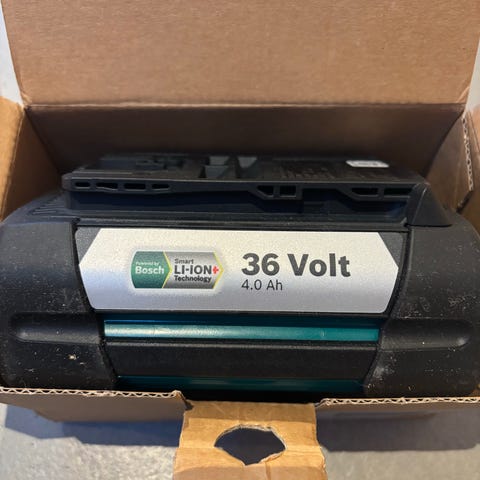 Powered by
Bosch
Smart
LI-ION+
Technology
36 Volt
4.0 Ah